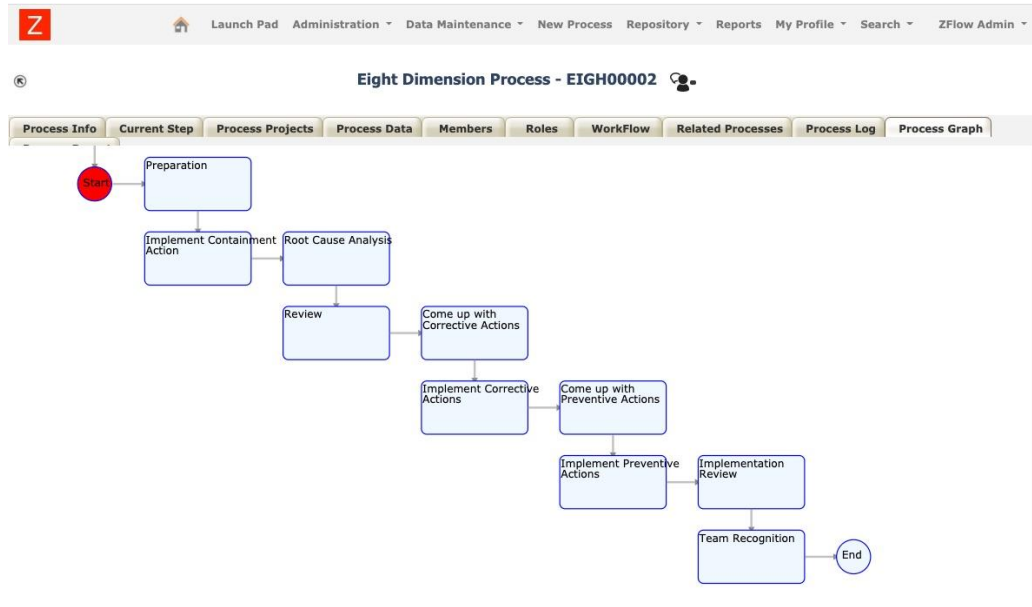 Z
Launch Pad Administration Data Maintenance New Process Repository Reports My Profile Search ZFlow Admin
Eight Dimension Process - EIGH00002
Process Info Current Step Process Projects Process Data Members Roles WorkFlow Related Processes Process Log Process Graph
Start
Preparation
Implement Containment
Action
Root Cause Analysis
Review
Come up with
Corrective Actions
Implement Corrective
Actions
Come up with
Preventive Actions
Implement Preventive
Actions
Implementation
Review
Team Recognition
End